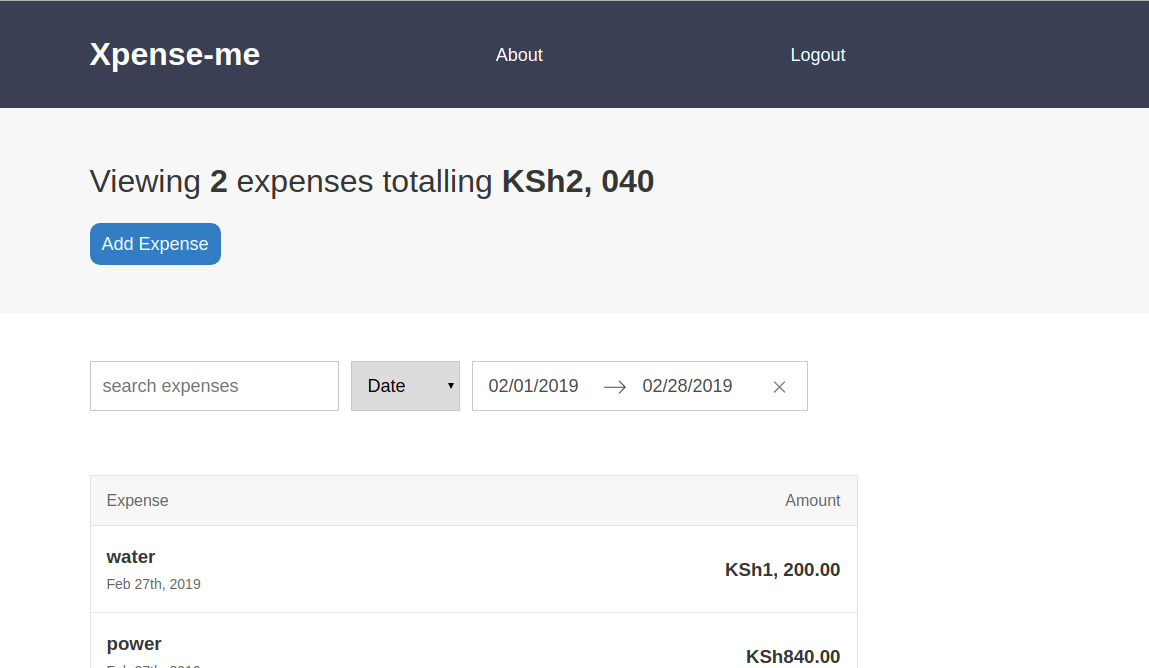 Xpense-me About Logout
Viewing 2 expenses totalling KSh2, 040
Add Expense
search expenses Date 02/01/2019 02/28/2019
Expense Amount
water
KSh1, 200.00
Feb 27th, 2019
power
KSh840.00